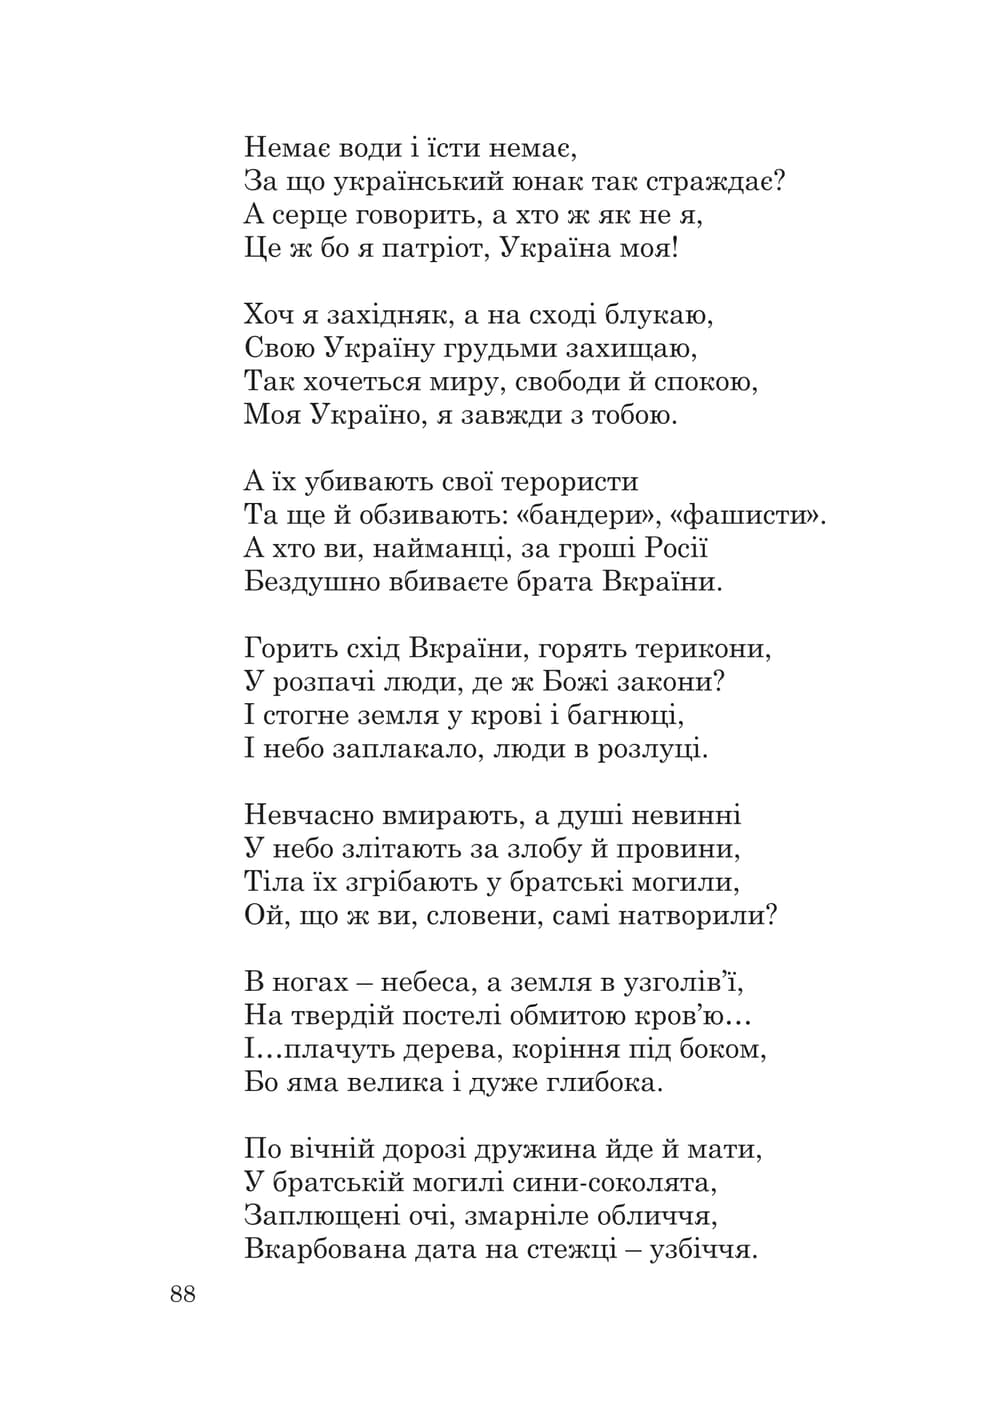 Немає води і їсти немає,
За що український юнак так страждає?
А серце говорить, а хто ж як не я,
Це ж бо я патріот, Україна моя!
Хоч я західняк, а на сході блукаю,
Свою Україну грудьми захищаю,
Так хочеться миру, свободи й спокою,
Моя Україно, я завжди з тобою.
А їх убивають свої терористи
Та ще й обзивають: «бандери», «фашисти».
А хто ви, найманці, за гроші Росії
Бездушно вбиваєте брата Вкраїни.
Горить схід Вкраїни, горять терикони,
У розпачі люди, де ж Божі закони?
І стогне земля у крові і багнюці,
І небо заплакало, люди в розлуці.
Невчасно вмирають, а душі невинні
У небо злітають за злобу й провини,
Тіла їх згрібають у братські могили,
Ой, що ж ви, словени, самі натворили?
В ногах – небеса, а земля в узголів’ї,
На твердій постелі обмитою кров’ю...
І...плачуть дерева, коріння під боком,
Бо яма велика і дуже глибока.
По вічній дорозі дружина йде й мати,
У братській могилі сини-соколята,
Заплющені очі, змарніле обличчя,
Вкарбована дата на стежці – узбіччя.
88